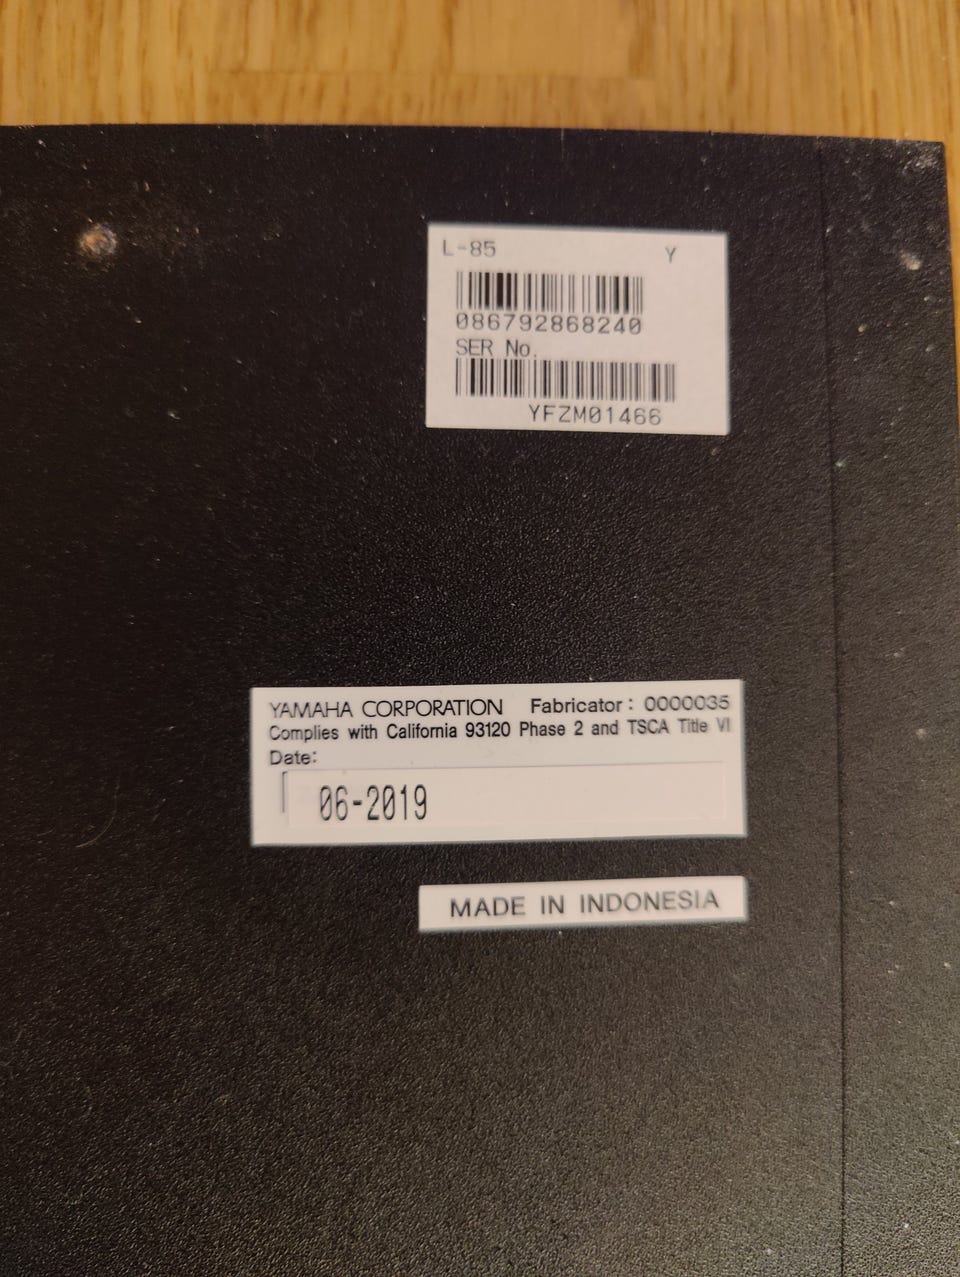 L-85 Y
086792868240
SER No.
YFZM01466
YAMAHA CORPORATION Fabricator: 0000035
Complies with California 93120 Phase 2 and TSCA Title VI
Date:
06-2019
MADE IN INDONESIA